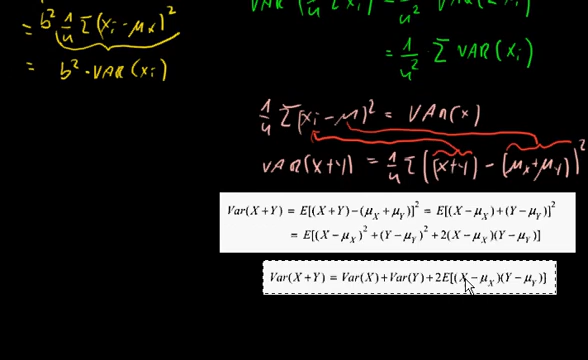 = b² 1/n Σ(xᵢ-μₓ)²
= b²·VAR(xᵢ)
= 1/n² · Σ VAR(xᵢ)
1/n Σ(xᵢ-μ)² = VAR(x)
VAR(X+Y) = 1/n Σ((x+y) - (μₓ+μᵧ))²
Var(X+Y) = E[(X+Y)-(μ_X+μ_Y)]² = E[(X-μ_X)+(Y-μ_Y)]²
= E[(X-μ_X)²+(Y-μ_Y)²+2(X-μ_X)(Y-μ_Y)]
Var(X+Y) = Var(X)+Var(Y)+2E[(X-μ_X)(Y-μ_Y)]